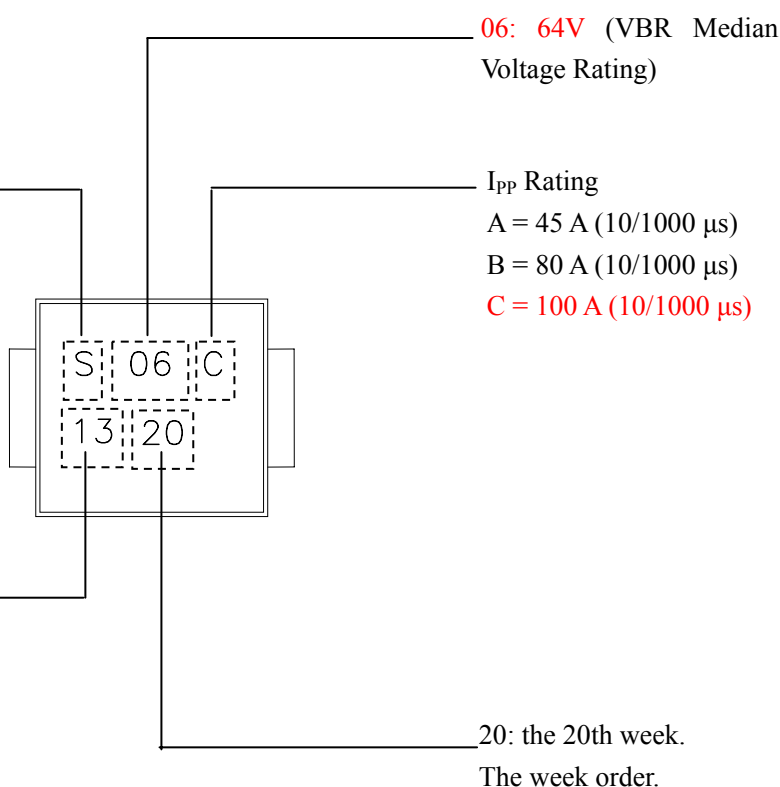 06: 64V (VBR Median
Voltage Rating)
IPP Rating
A = 45 A (10/1000 μs)
B = 80 A (10/1000 μs)
C = 100 A (10/1000 μs)
S 06 C
13 20
20: the 20th week.
The week order.